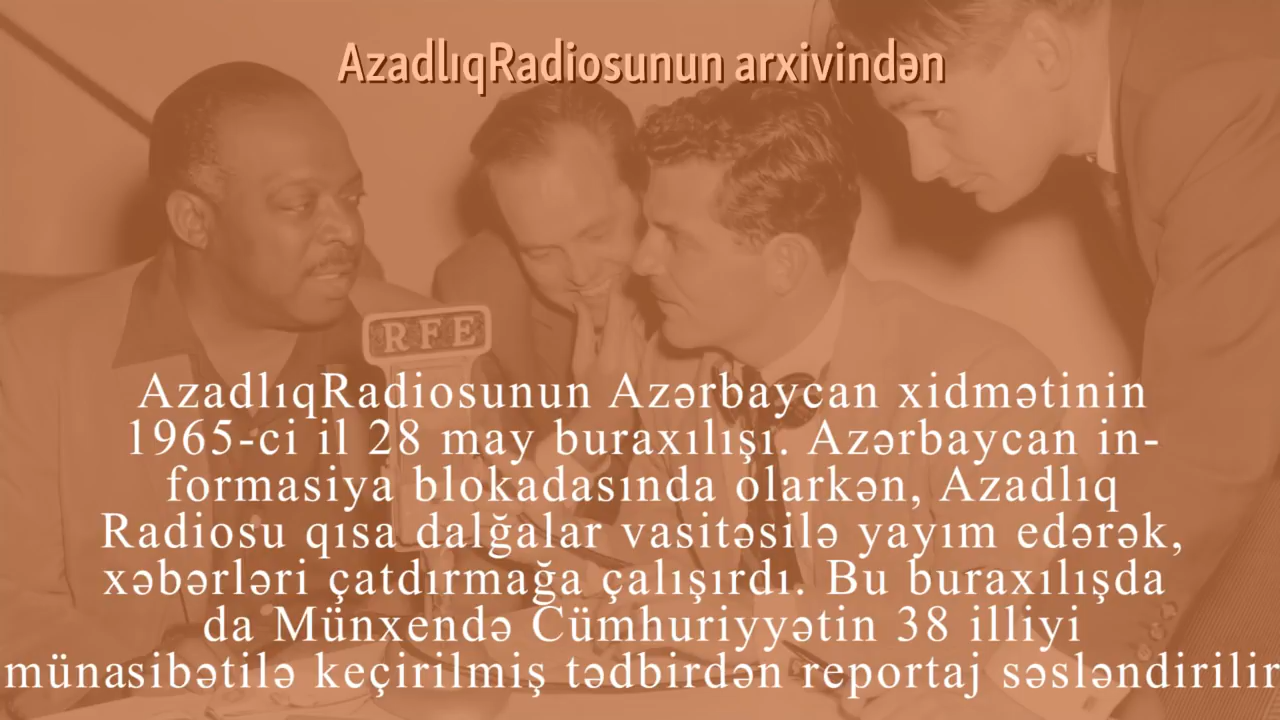 AzadlıqRadiosunun arxivindən
RFE
AzadlıqRadiosunun Azərbaycan xidmətinin
1965-ci il 28 may buraxılışı. Azərbaycan in-
formasiya blokadasında olarkən, Azadlıq
Radiosu qısa dalğalar vasitəsilə yayım edərək,
xəbərləri çatdırmağa çalışırdı. Bu buraxılışda
da Münxendə Cümhuriyyətin 38 illiyi
münasibətilə keçirilmiş tədbirdən reportaj səsləndirilir